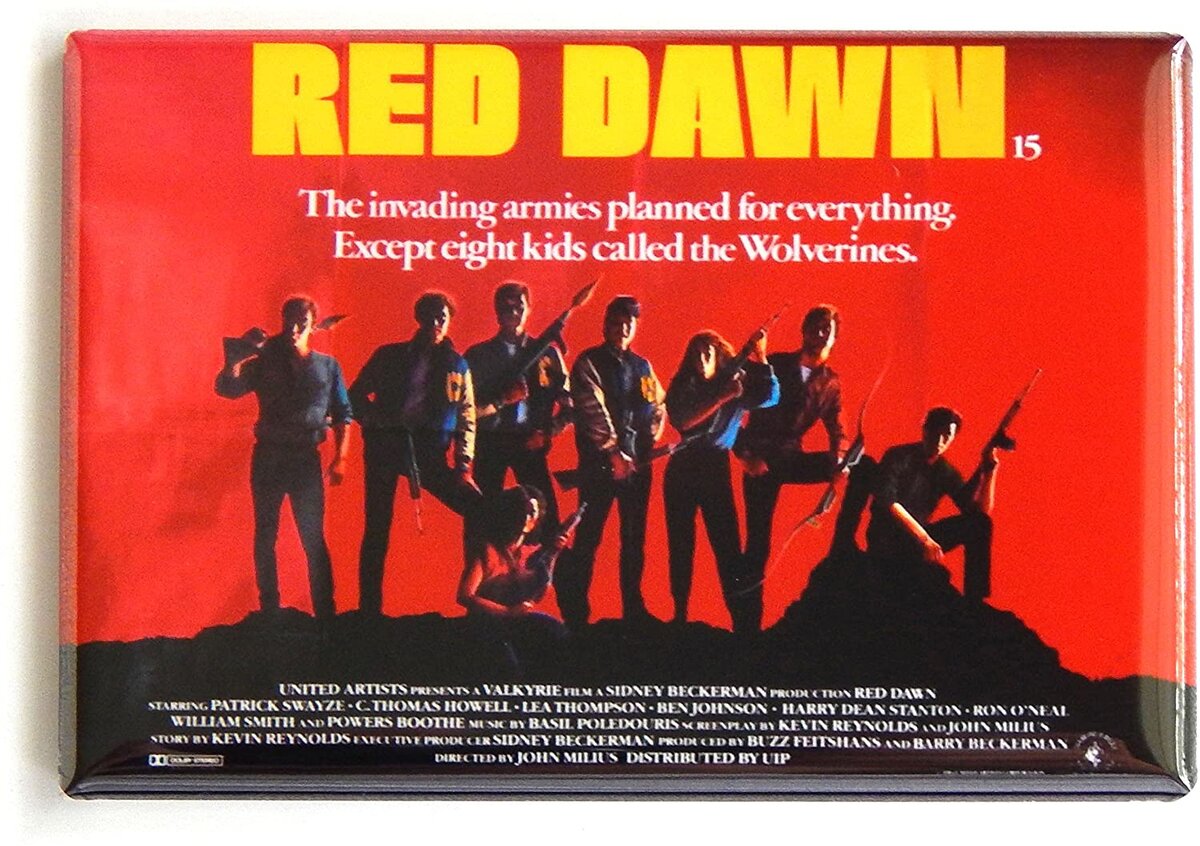 RED DAWN 15
The invading armies planned for everything.
Except eight kids called the Wolverines.
UNITED ARTISTS PRESENTS A VALKYRIE FILM A SIDNEY BECKERMAN PRODUCTION RED DAWN
STARRING PATRICK SWAYZE · C. THOMAS HOWELL · LEA THOMPSON · BEN JOHNSON · HARRY DEAN STANTON · RON O'NEAL
WILLIAM SMITH AND POWERS BOOTHE MUSIC BY BASIL POLEDOURIS SCREENPLAY BY KEVIN REYNOLDS AND JOHN MILIUS
STORY BY KEVIN REYNOLDS EXECUTIVE PRODUCER SIDNEY BECKERMAN PRODUCED BY BUZZ FEITSHANS AND BARRY BECKERMAN
DOLBY STEREO
DIRECTED BY JOHN MILIUS DISTRIBUTED BY UIP